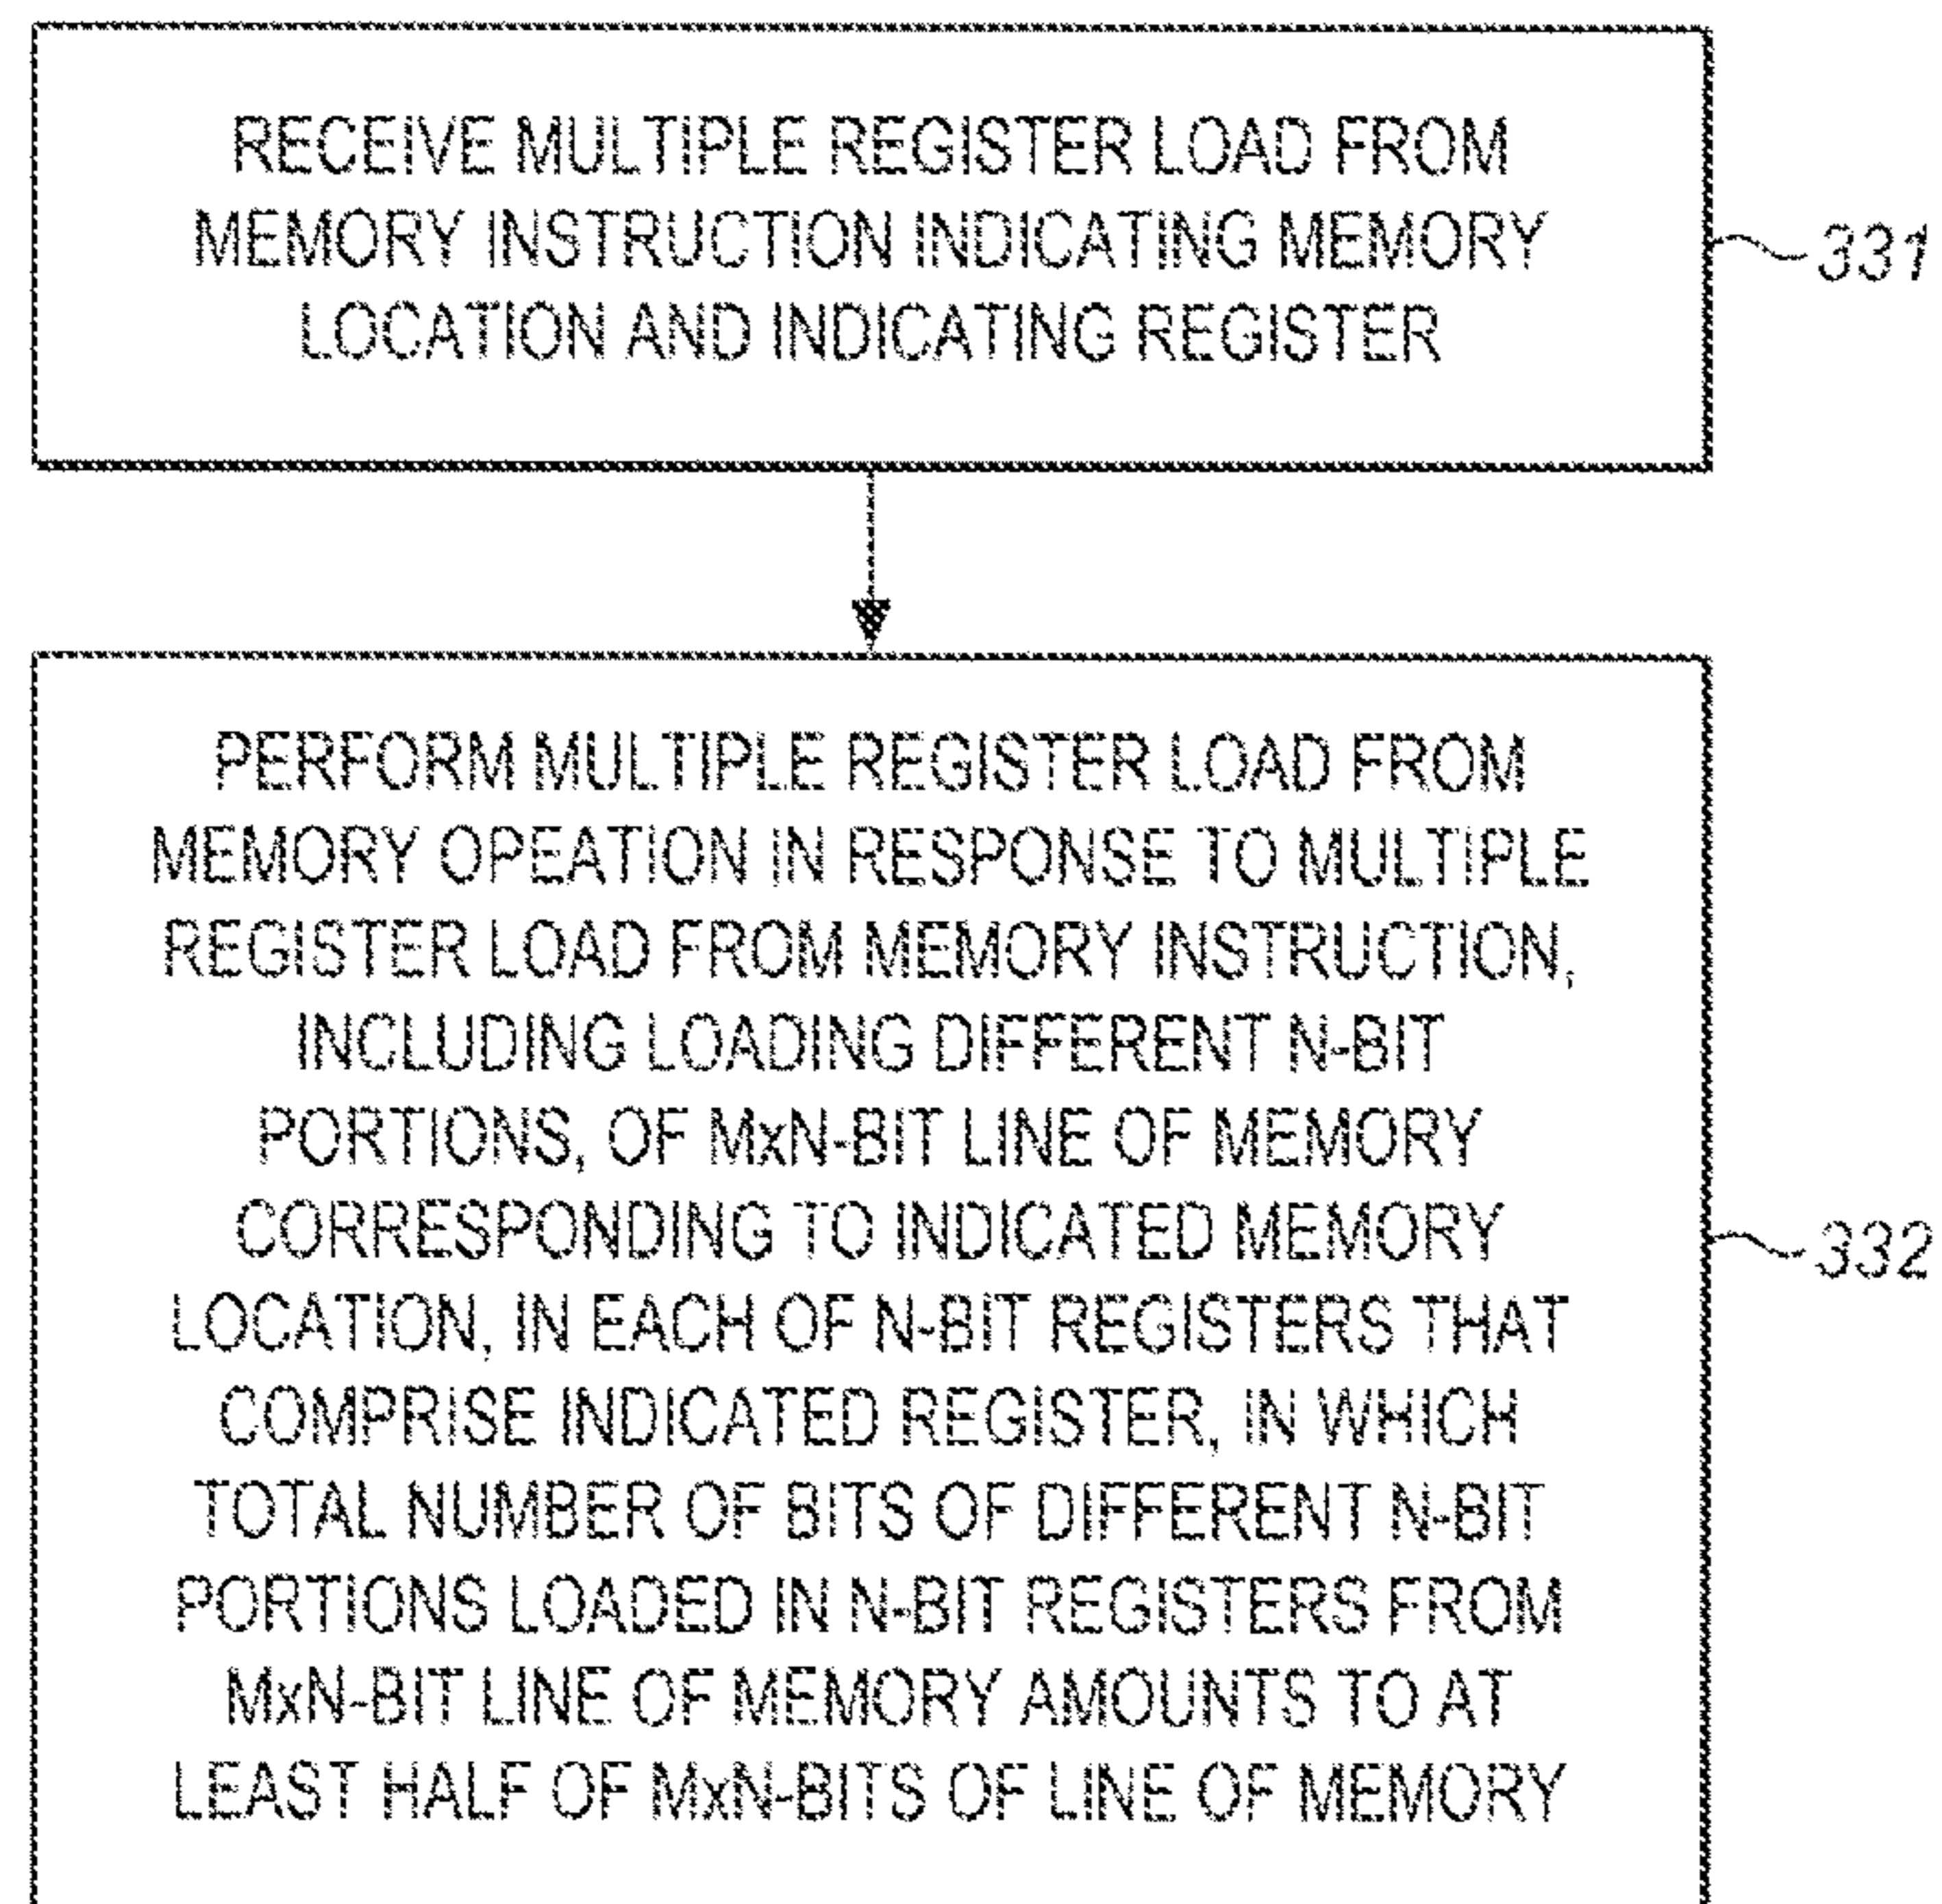 RECEIVE MULTIPLE REGISTER LOAD FROM
MEMORY INSTRUCTION INDICATING MEMORY
LOCATION AND INDICATING REGISTER
331
PERFORM MULTIPLE REGISTER LOAD FROM
MEMORY OPEATION IN RESPONSE TO MULTIPLE
REGISTER LOAD FROM MEMORY INSTRUCTION,
INCLUDING LOADING DIFFERENT N-BIT
PORTIONS, OF MxN-BIT LINE OF MEMORY
CORRESPONDING TO INDICATED MEMORY
LOCATION, IN EACH OF N-BIT REGISTERS THAT
COMPRISE INDICATED REGISTER, IN WHICH
TOTAL NUMBER OF BITS OF DIFFERENT N-BIT
PORTIONS LOADED IN N-BIT REGISTERS FROM
MxN-BIT LINE OF MEMORY AMOUNTS TO AT
LEAST HALF OF MxN-BITS OF LINE OF MEMORY
332